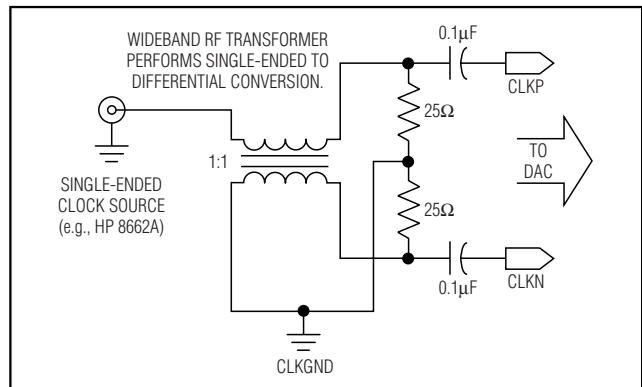 WIDEBAND RF TRANSFORMER
PERFORMS SINGLE-ENDED TO
DIFFERENTIAL CONVERSION.
0.1μF
CLKP
25Ω
1:1
TO
DAC
SINGLE-ENDED
CLOCK SOURCE
(e.g., HP 8662A)
25Ω
0.1μF
CLKN
CLKGND